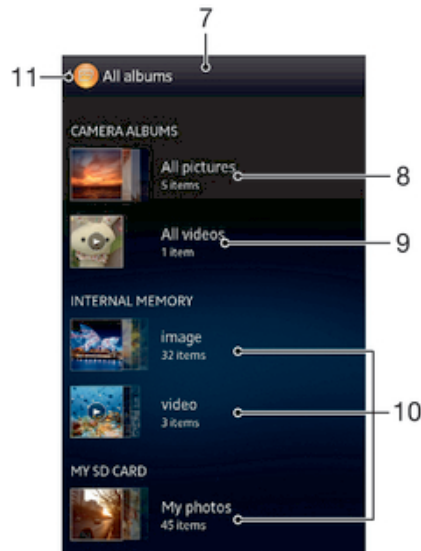 7
11
All albums
CAMERA ALBUMS
All pictures
5 items
8
All videos
1 item
9
INTERNAL MEMORY
image
32 items
video
3 items
10
MY SD CARD
My photos
45 items